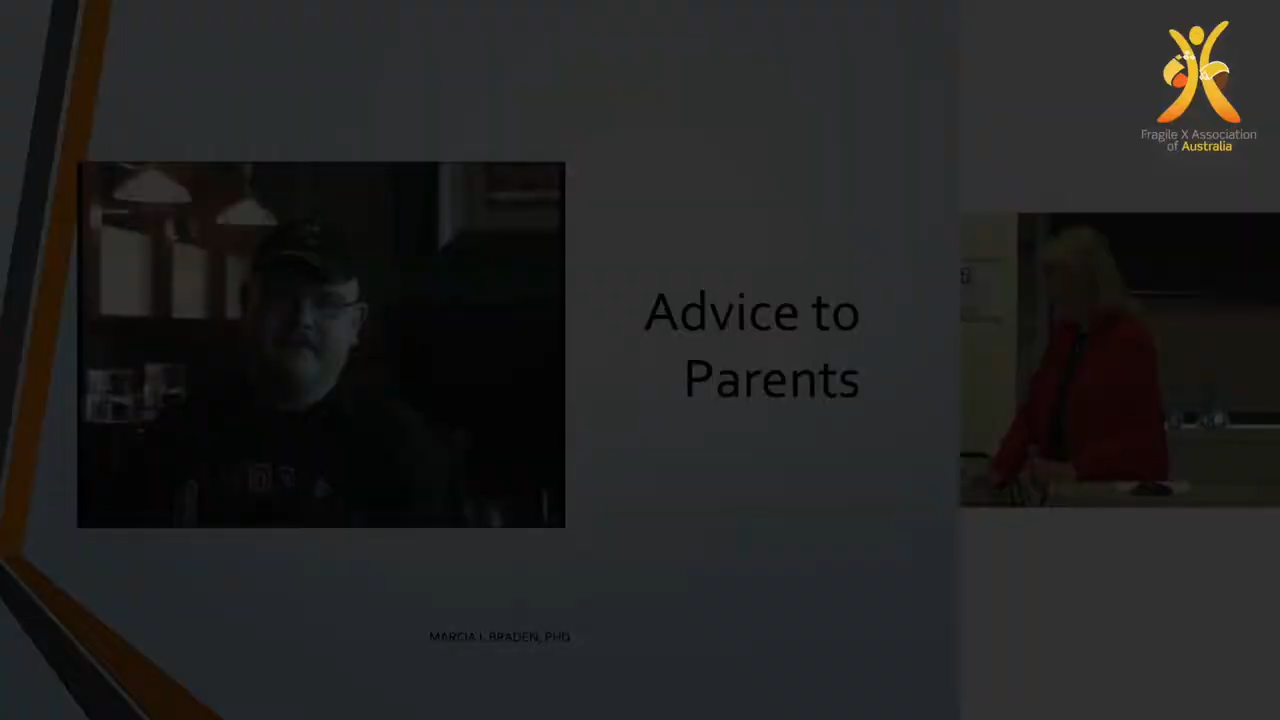 Fragile X Association
of Australia
Advice to
Parents
MARCIA L BRADEN, PHD